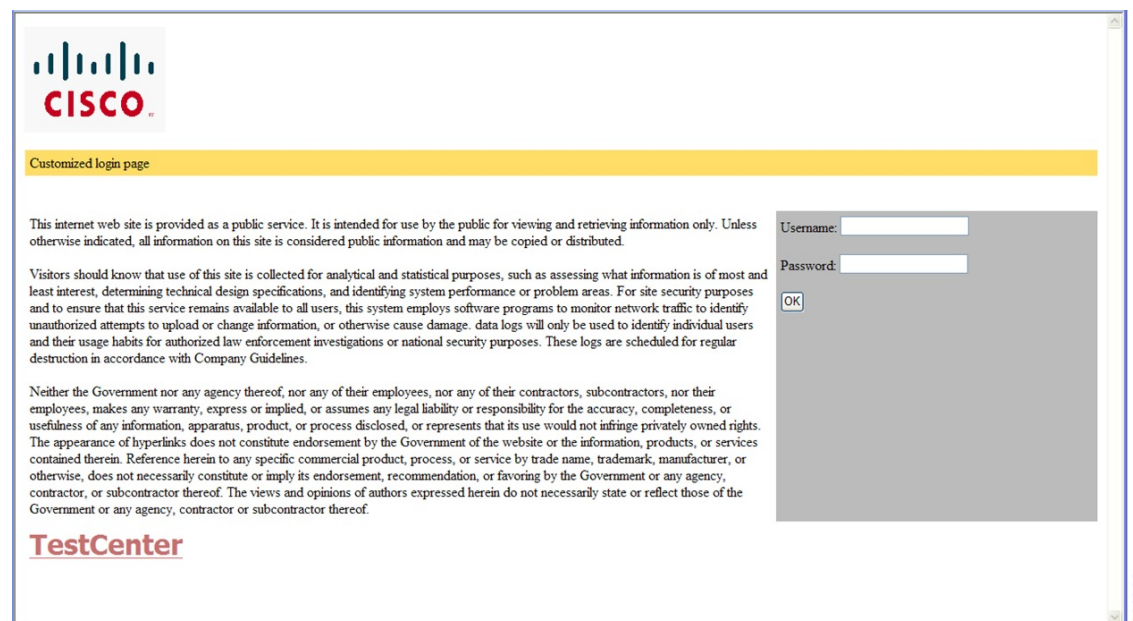 CISCO
Customized login page
This internet web site is provided as a public service. It is intended for use by the public for viewing and retrieving information only. Unless
otherwise indicated, all information on this site is considered public information and may be copied or distributed.
Visitors should know that use of this site is collected for analytical and statistical purposes, such as assessing what information is of most and
least interest, determining technical design specifications, and identifying system performance or problem areas. For site security purposes
and to ensure that this service remains available to all users, this system employs software programs to monitor network traffic to identify
unauthorized attempts to upload or change information, or otherwise cause damage. data logs will only be used to identify individual users
and their usage habits for authorized law enforcement investigations or national security purposes. These logs are scheduled for regular
destruction in accordance with Company Guidelines.
Neither the Government nor any agency thereof, nor any of their employees, nor any of their contractors, subcontractors, nor their
employees, makes any warranty, express or implied, or assumes any legal liability or responsibility for the accuracy, completeness, or
usefulness of any information, apparatus, product, or process disclosed, or represents that its use would not infringe privately owned rights.
The appearance of hyperlinks does not constitute endorsement by the Government of the website or the information, products, or services
contained therein. Reference herein to any specific commercial product, process, or service by trade name, trademark, manufacturer, or
otherwise, does not necessarily constitute or imply its endorsement, recommendation, or favoring by the Government or any agency,
contractor, or subcontractor thereof. The views and opinions of authors expressed herein do not necessarily state or reflect those of the
Government or any agency, contractor or subcontractor thereof.
Username:
Password:
OK
TestCenter